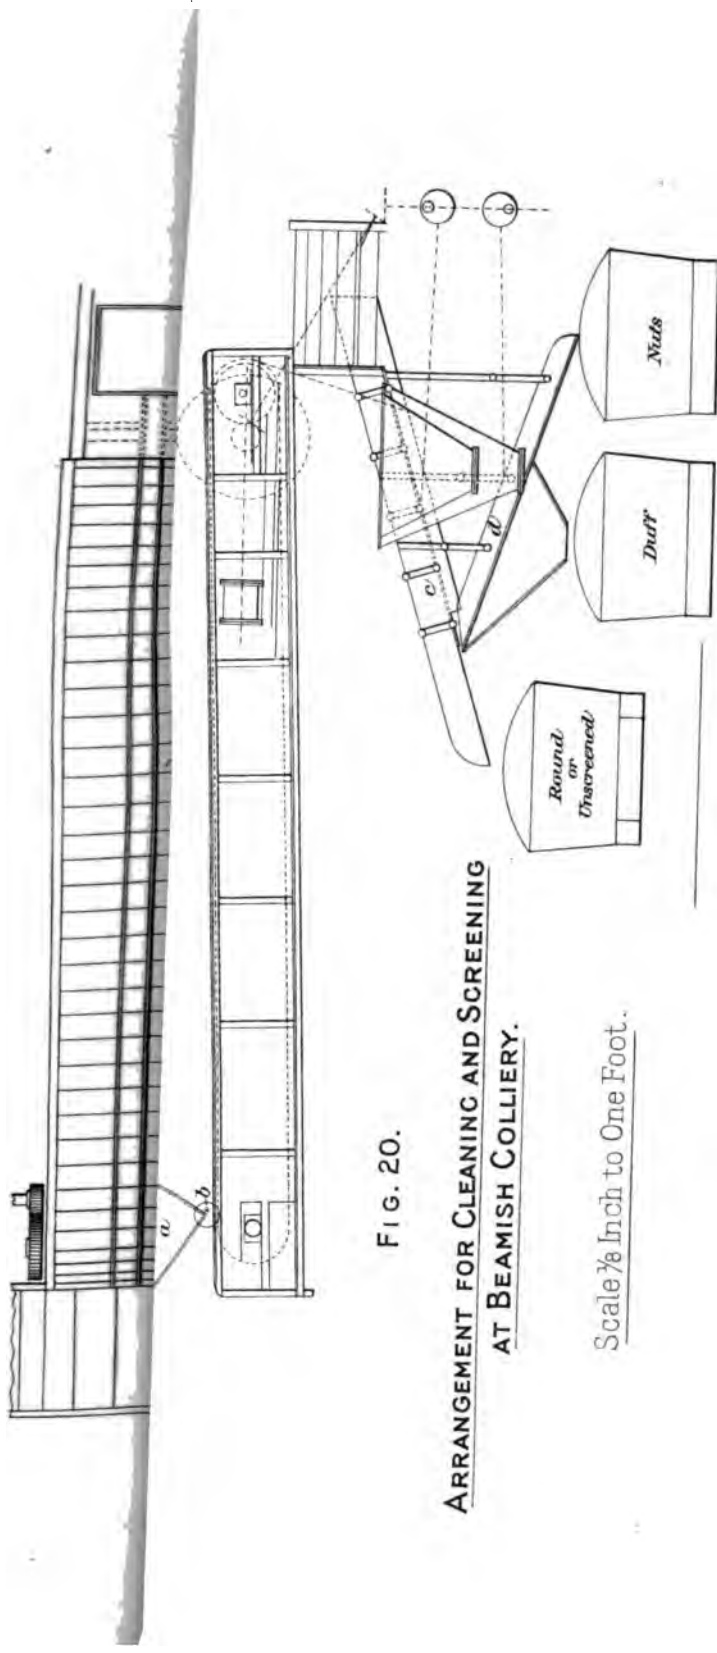 a
b
c
d
Nuts
Duff
Round
or
Unscreened
FIG. 20.
ARRANGEMENT FOR CLEANING AND SCREENING
AT BEAMISH COLLIERY.
Scale ⅛ Inch to One Foot.